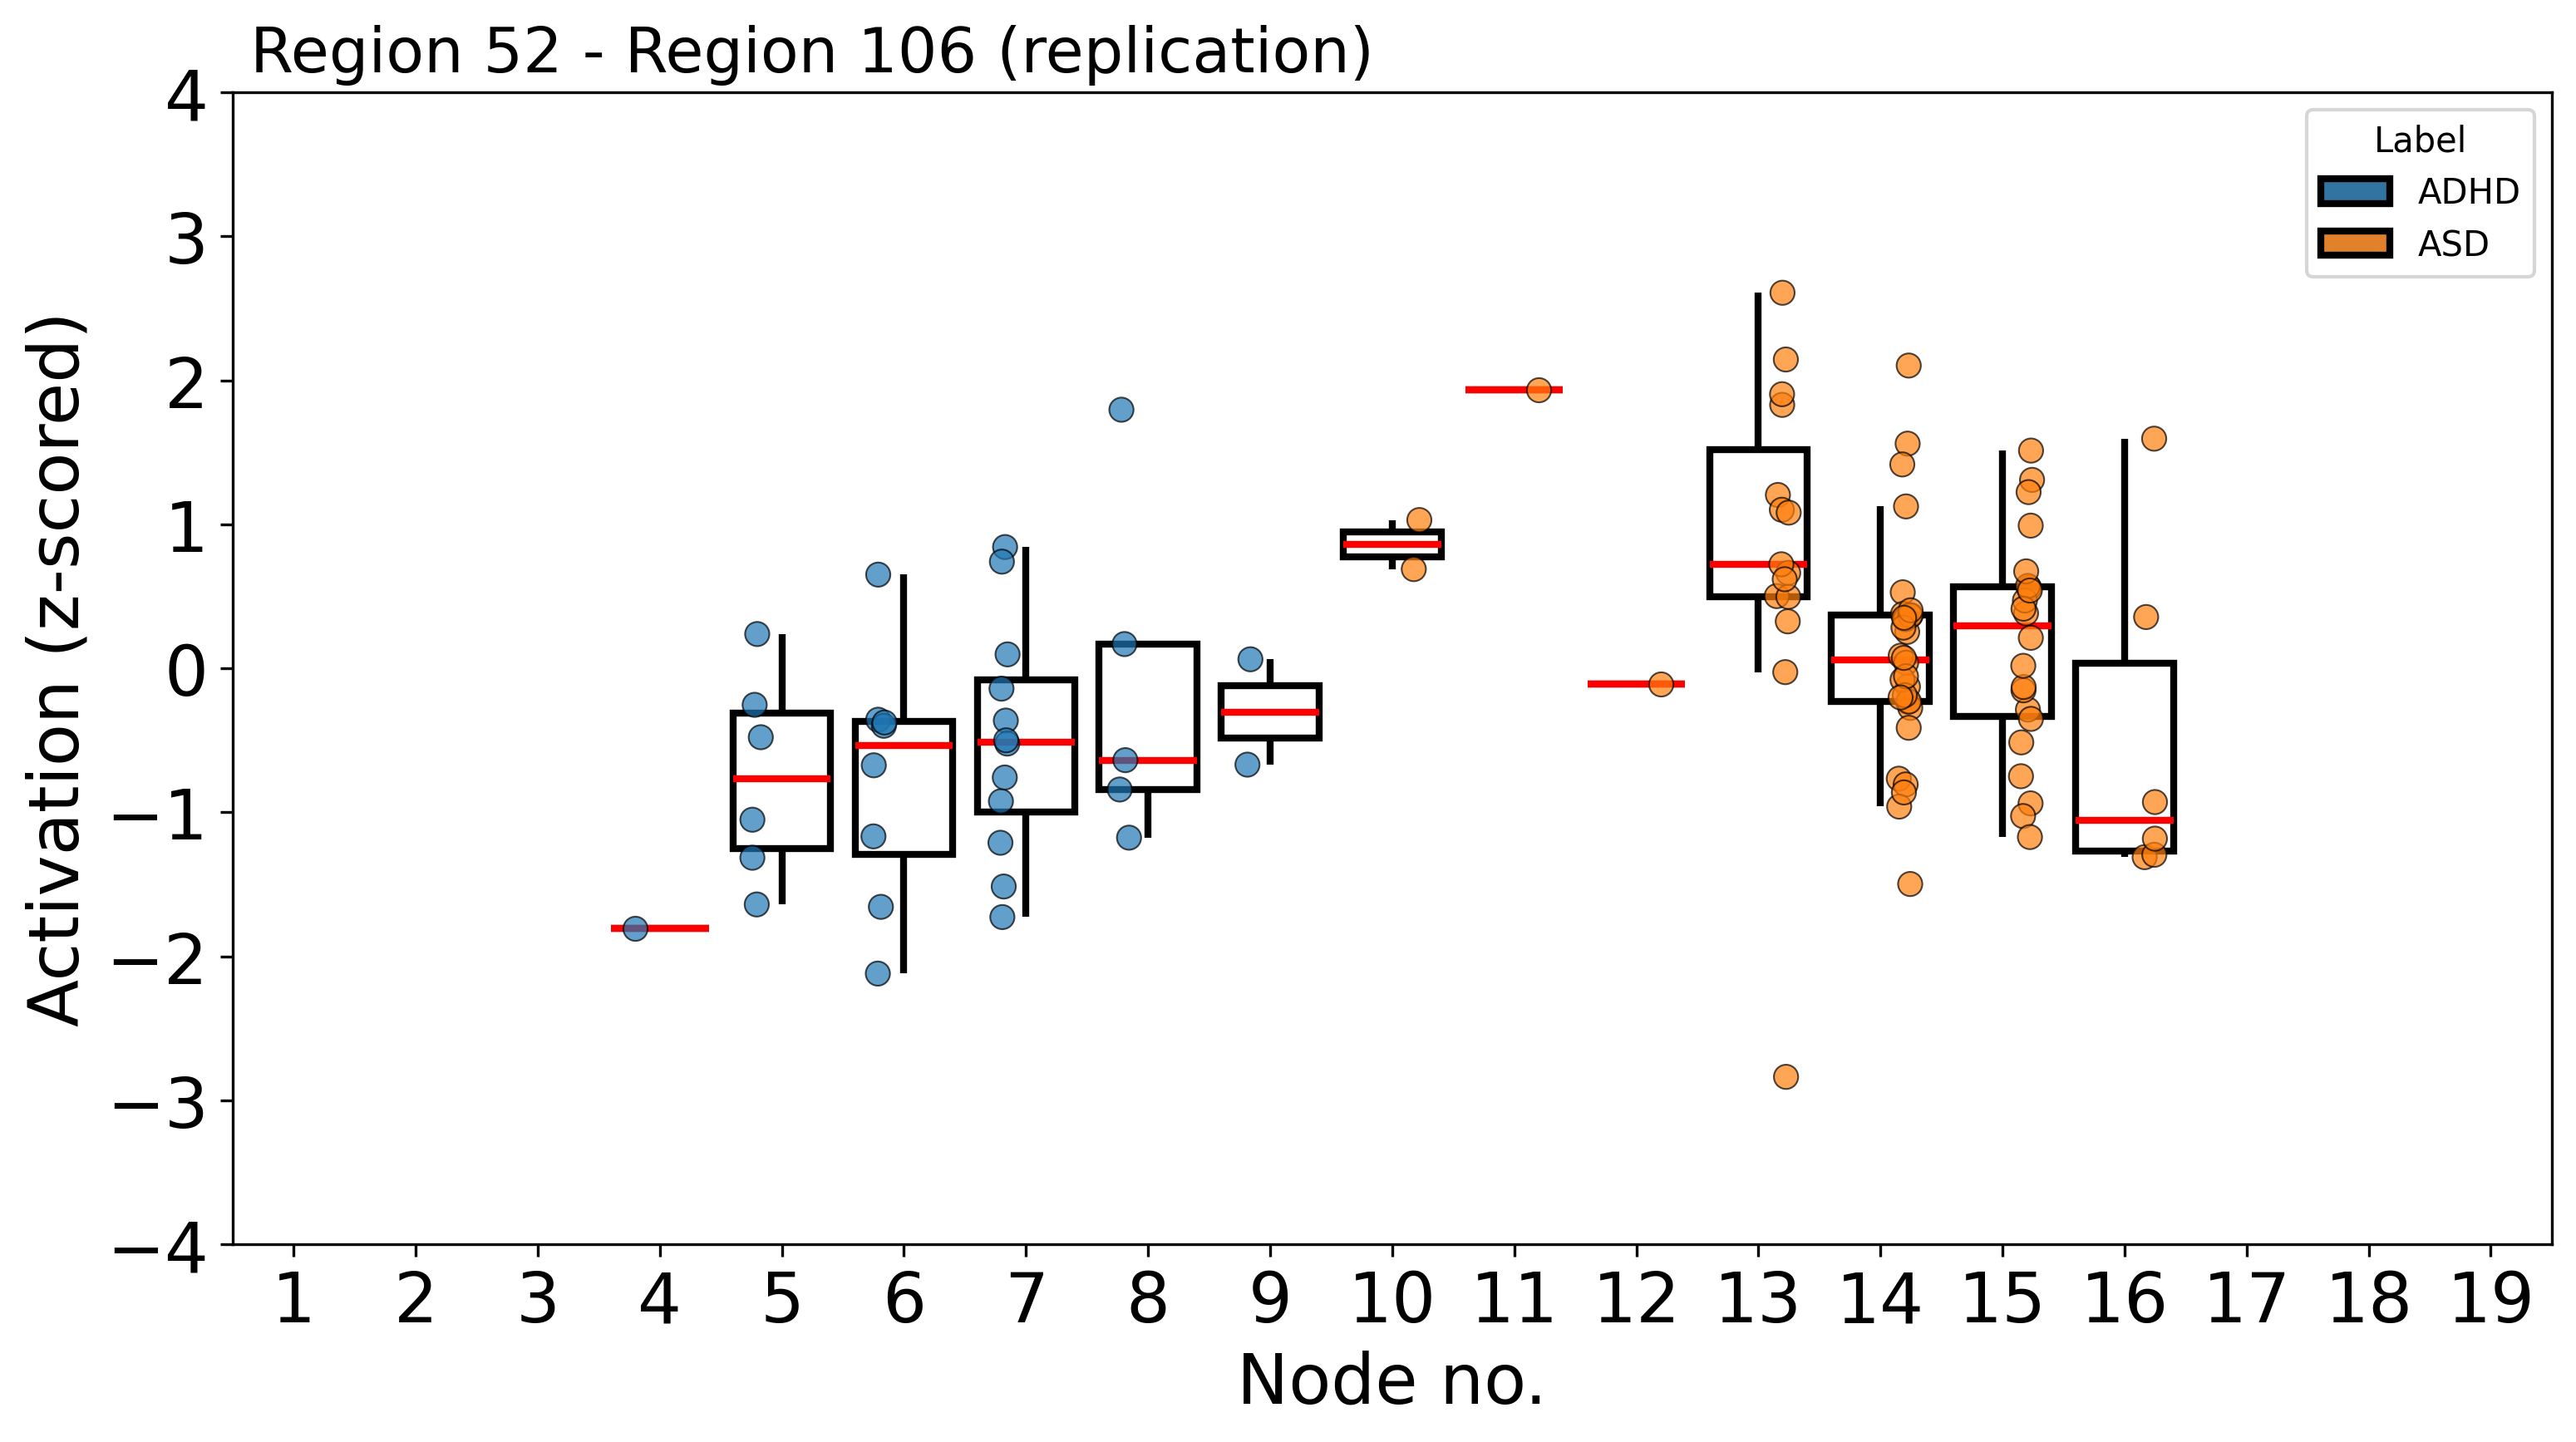 Region 52 - Region 106 (replication)
Label
ADHD
ASD
Activation (z-scored)
4
3
2
1
0
−1
−2
−3
−4
1 2 3 4 5 6 7 8 9 10 11 12 13 14 15 16 17 18 19
Node no.